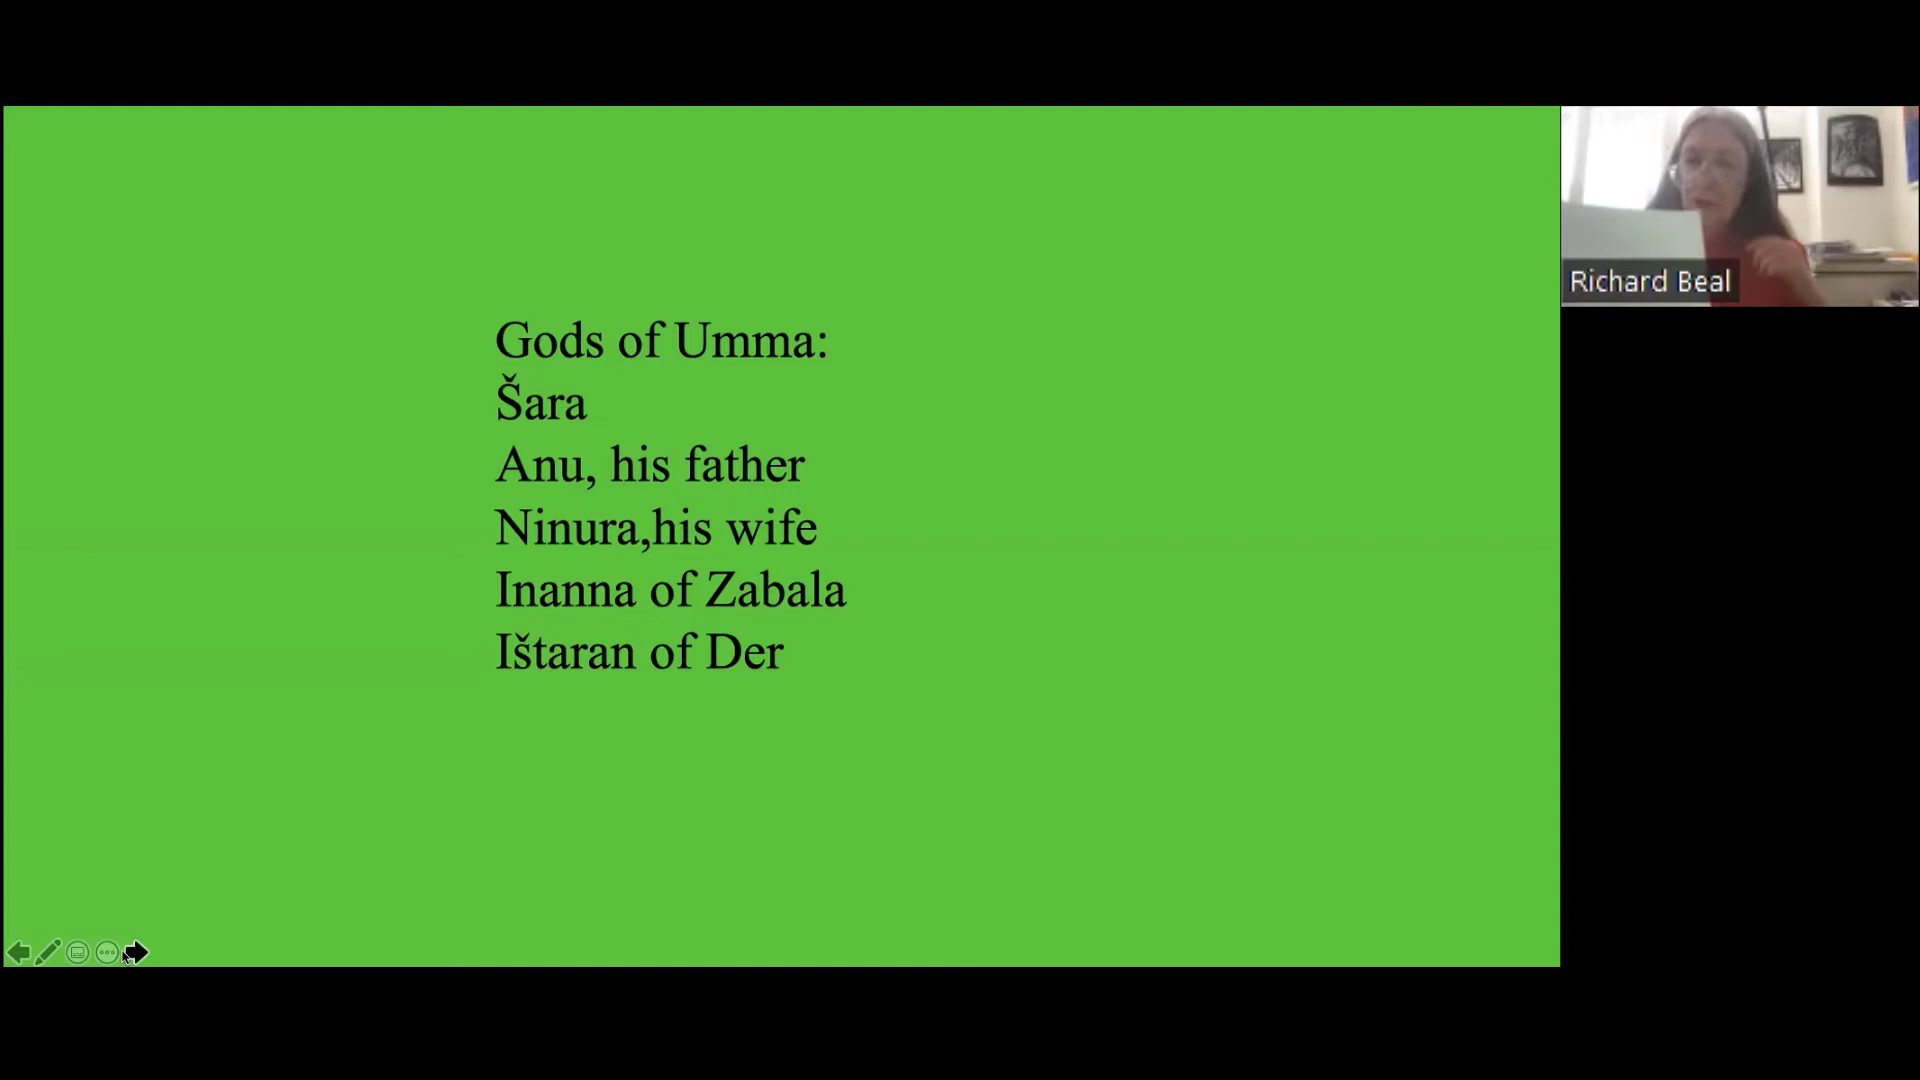 Gods of Umma:
Šara
Anu, his father
Ninura,his wife
Inanna of Zabala
Ištaran of Der
Richard Beal